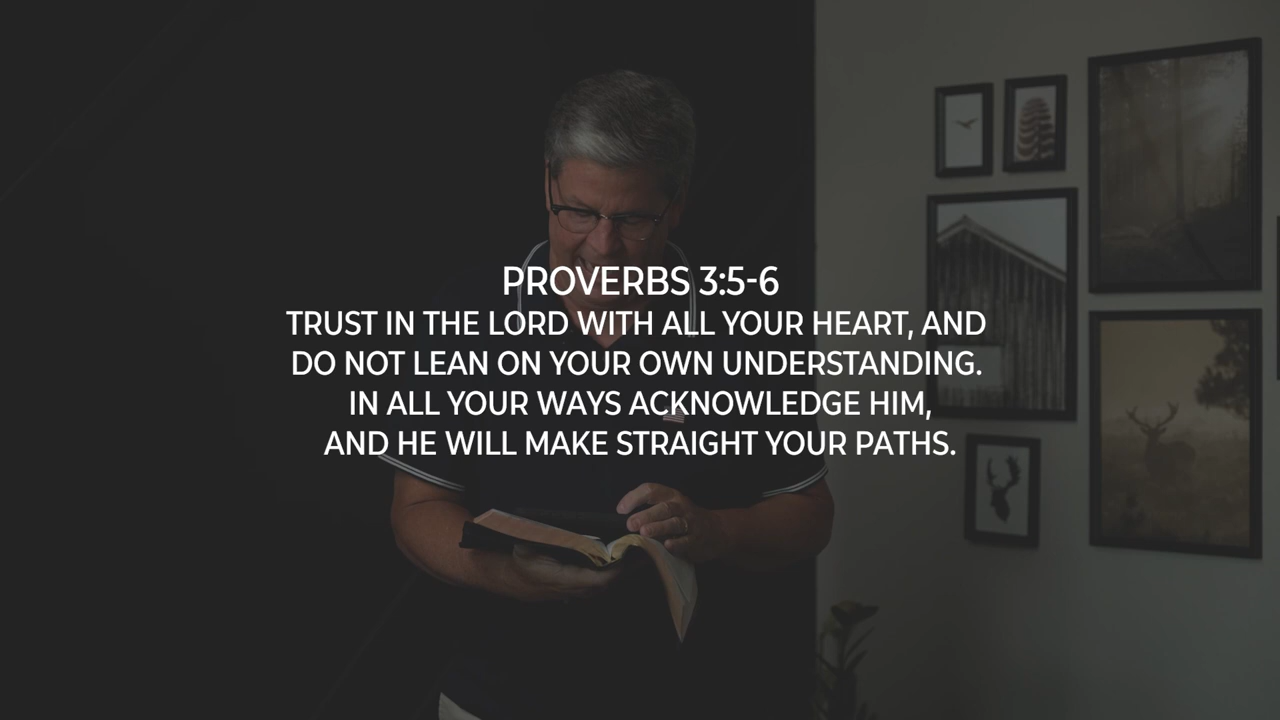 PROVERBS 3:5-6
TRUST IN THE LORD WITH ALL YOUR HEART, AND
DO NOT LEAN ON YOUR OWN UNDERSTANDING.
IN ALL YOUR WAYS ACKNOWLEDGE HIM,
AND HE WILL MAKE STRAIGHT YOUR PATHS.